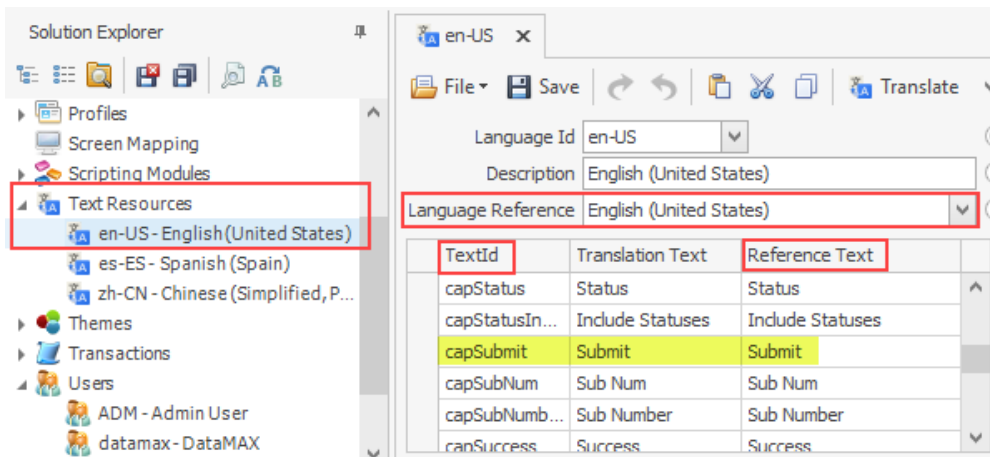 Solution Explorer
Profiles
Screen Mapping
Scripting Modules
Text Resources
en-US - English (United States)
es-ES - Spanish (Spain)
zh-CN - Chinese (Simplified, P...
Themes
Transactions
Users
ADM - Admin User
datamax - DataMAX
en-US
File Save Translate
Language Id en-US
Description English (United States)
Language Reference English (United States)
TextId Translation Text Reference Text
capStatus Status Status
capStatusIn... Include Statuses Include Statuses
capSubmit Submit Submit
capSubNum Sub Num Sub Num
capSubNumb... Sub Number Sub Number
capSuccess Success Success